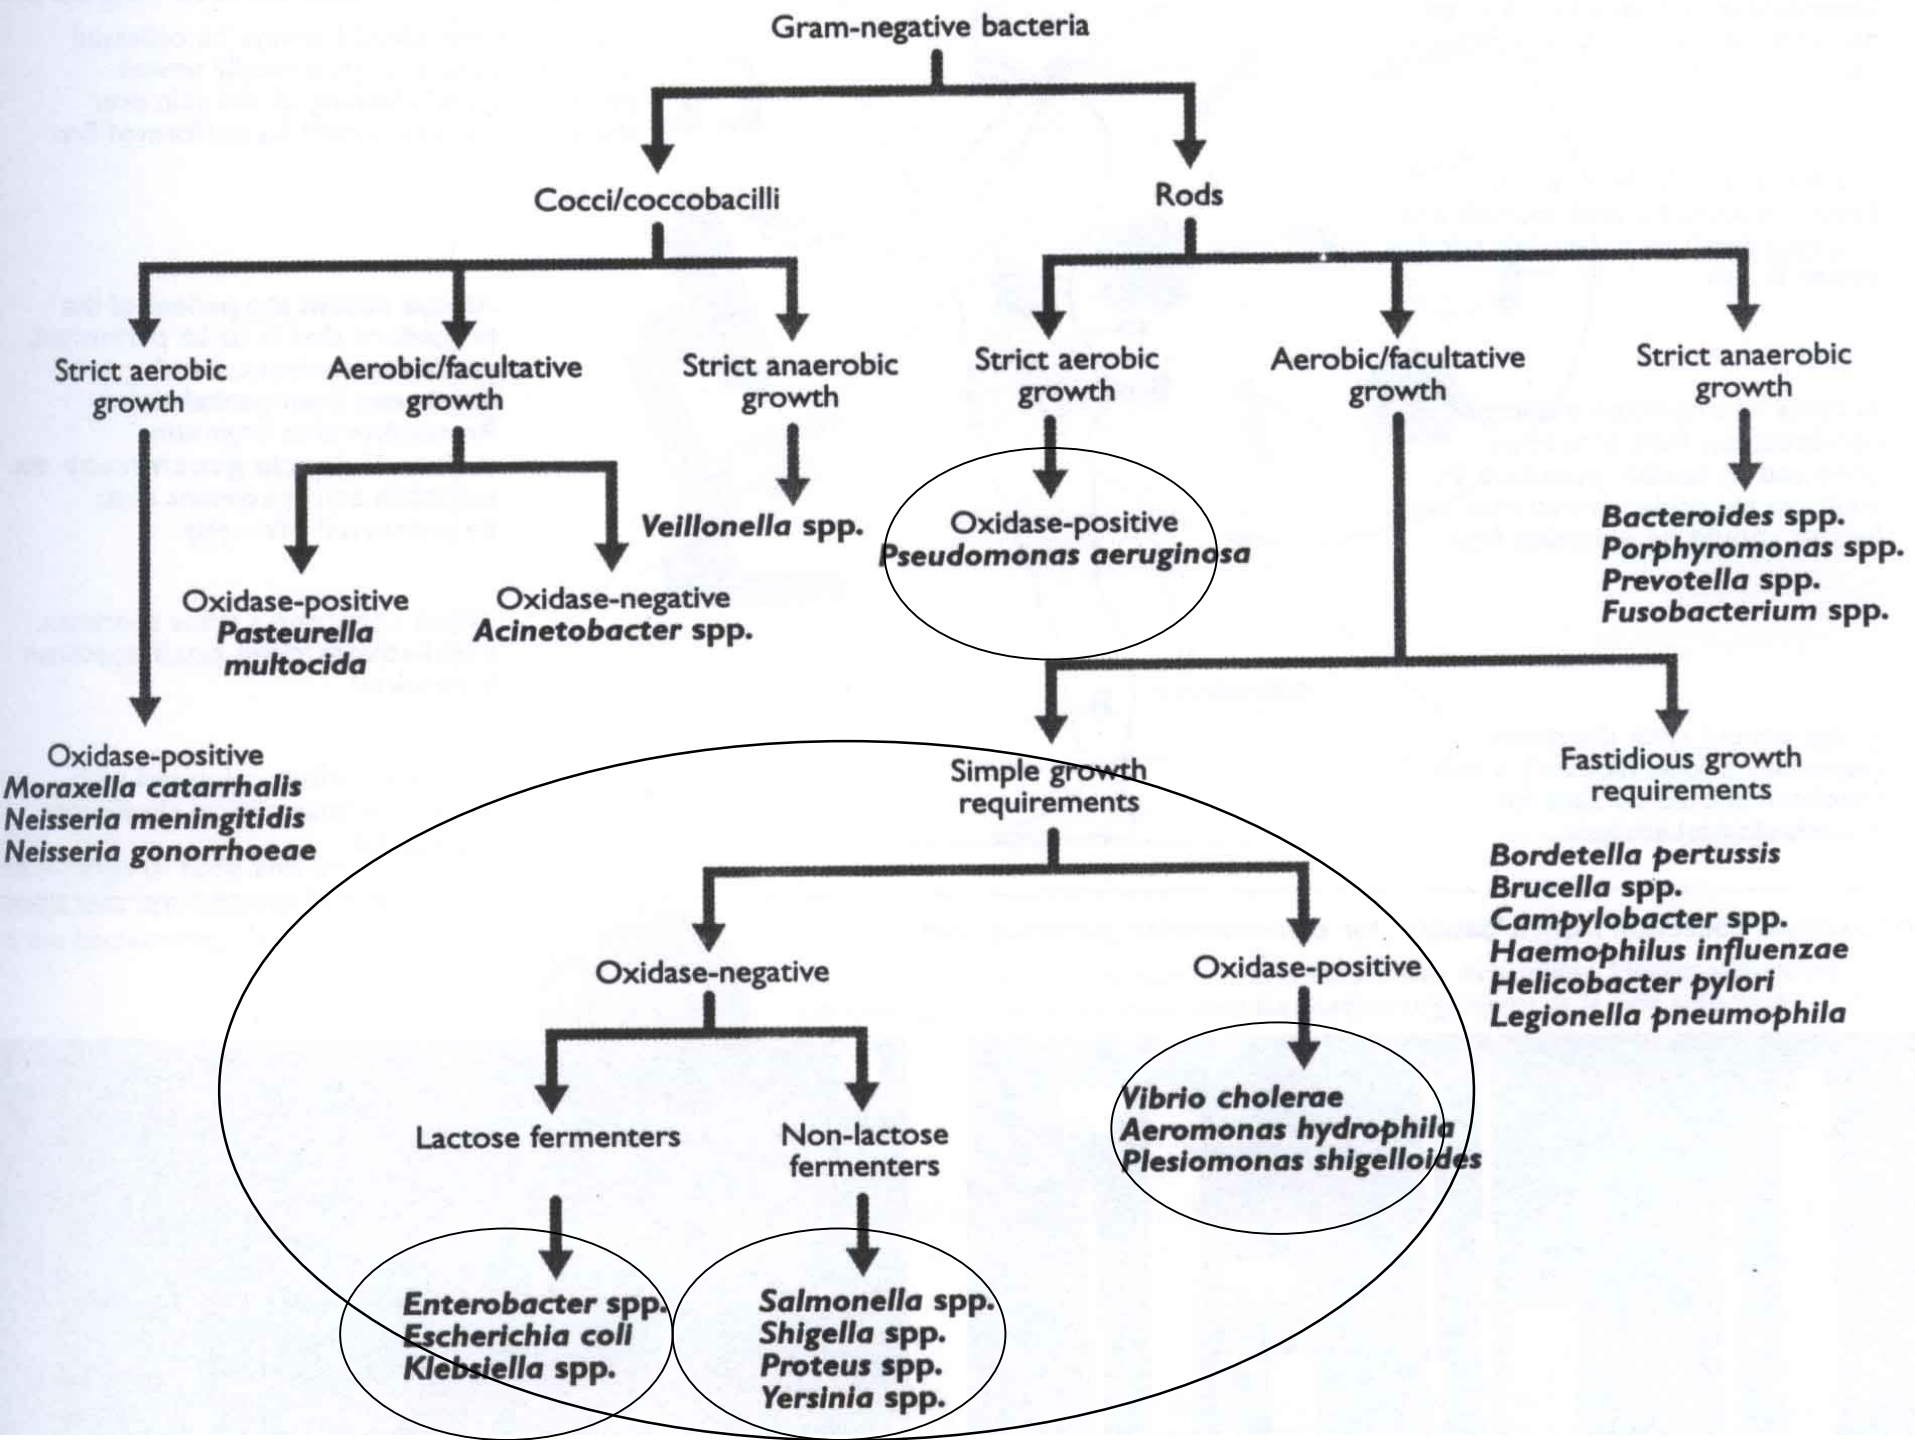 Gram-negative bacteria
Cocci/coccobacilli
Rods
Strict aerobic
growth
Aerobic/facultative
growth
Strict anaerobic
growth
Strict aerobic
growth
Aerobic/facultative
growth
Strict anaerobic
growth
Veillonella spp.
Oxidase-positive
Pseudomonas aeruginosa
Bacteroides spp.
Porphyromonas spp.
Prevotella spp.
Fusobacterium spp.
Oxidase-positive
Pasteurella
multocida
Oxidase-negative
Acinetobacter spp.
Oxidase-positive
Moraxella catarrhalis
Neisseria meningitidis
Neisseria gonorrhoeae
Simple growth
requirements
Fastidious growth
requirements
Bordetella pertussis
Brucella spp.
Campylobacter spp.
Haemophilus influenzae
Helicobacter pylori
Legionella pneumophila
Oxidase-negative
Oxidase-positive
Lactose fermenters
Non-lactose
fermenters
Vibrio cholerae
Aeromonas hydrophila
Plesiomonas shigelloides
Enterobacter spp.
Escherichia coli
Klebsiella spp.
Salmonella spp.
Shigella spp.
Proteus spp.
Yersinia spp.